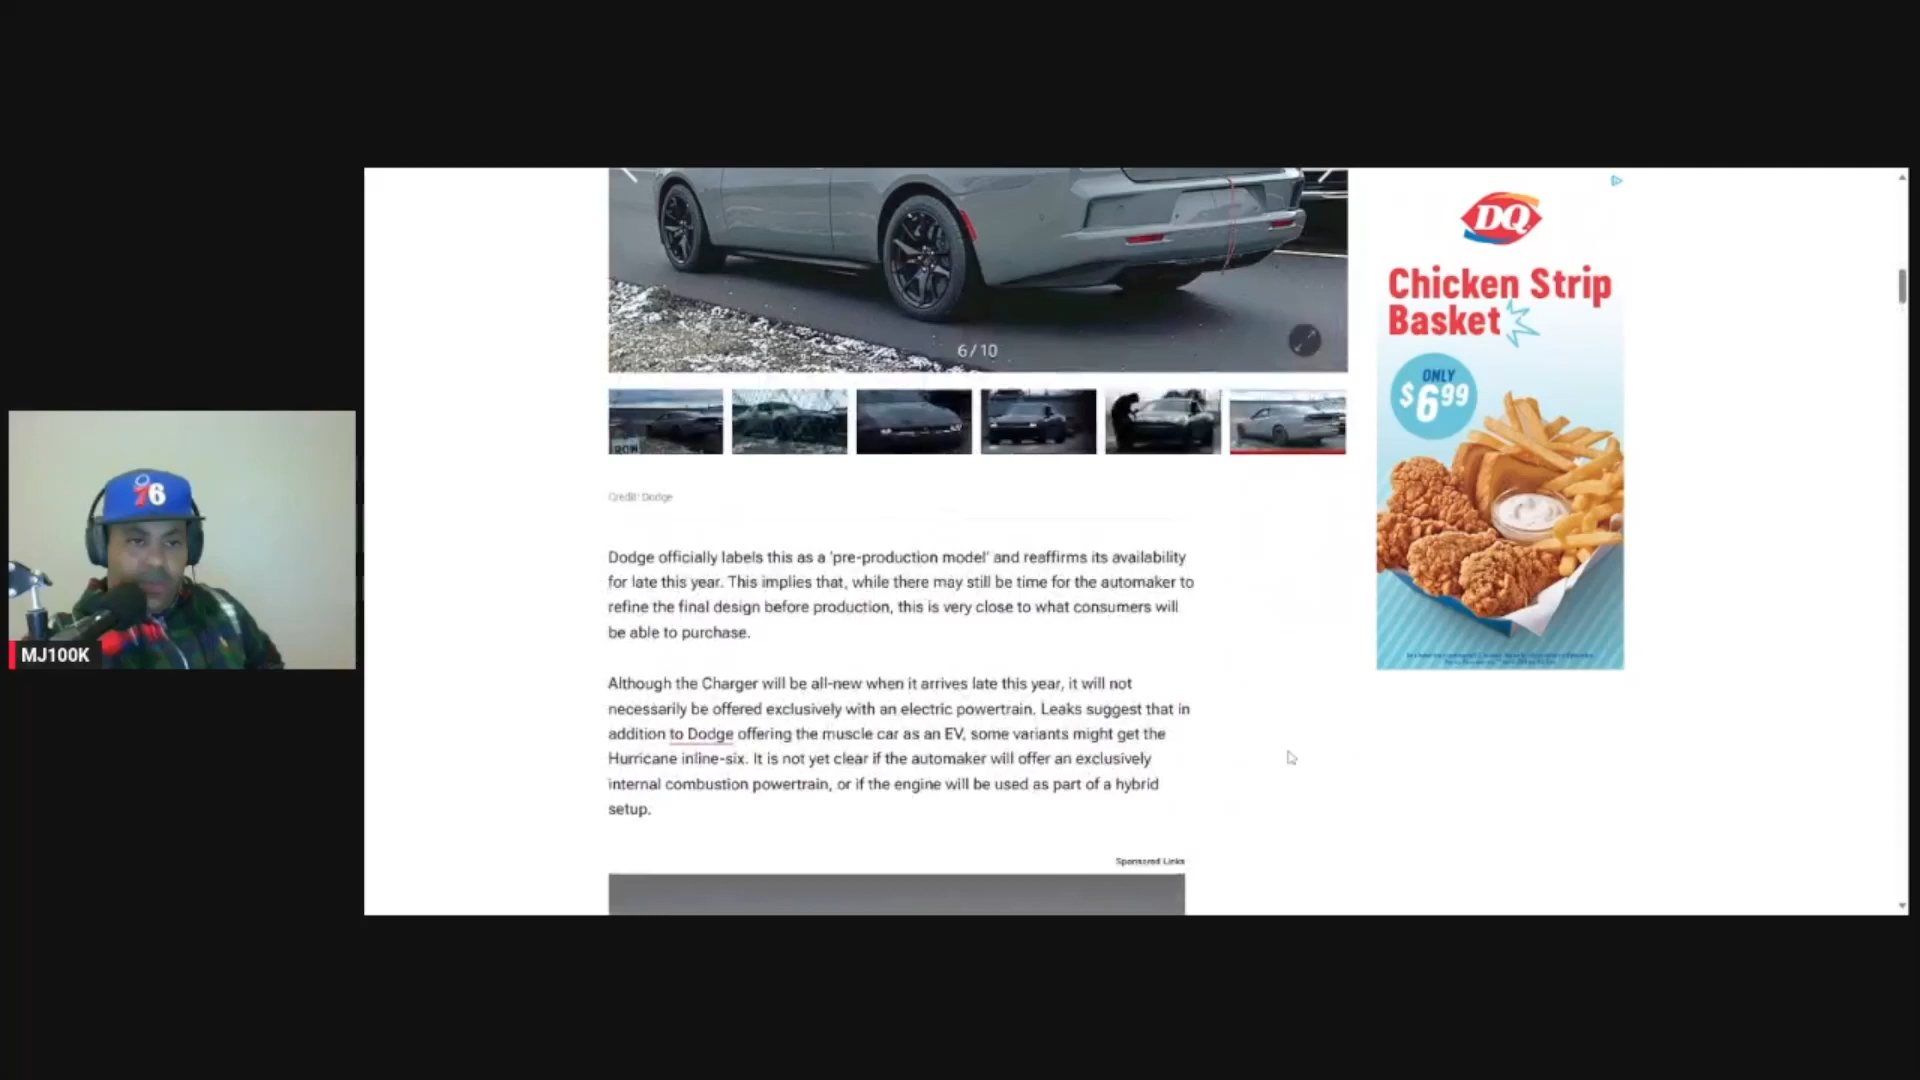 76
MJ100K
6/10
Credit: Dodge
Dodge officially labels this as a 'pre-production model' and reaffirms its availability
for late this year. This implies that, while there may still be time for the automaker to
refine the final design before production, this is very close to what consumers will
be able to purchase.
Although the Charger will be all-new when it arrives late this year, it will not
necessarily be offered exclusively with an electric powertrain. Leaks suggest that in
addition to Dodge offering the muscle car as an EV, some variants might get the
Hurricane inline-six. It is not yet clear if the automaker will offer an exclusively
internal combustion powertrain, or if the engine will be used as part of a hybrid
setup.
Sponsored Links
DQ
Chicken Strip
Basket
ONLY
$6.99